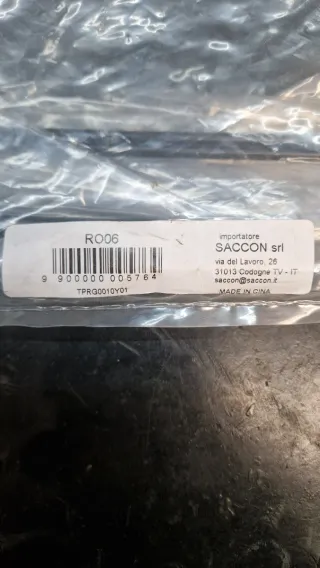 RO06
9 900000 005764
TPRG0010Y01
importatore
SACCON srl
via del Lavoro, 26
31013 Codogne TV - IT
saccon@saccon.it
MADE IN CINA